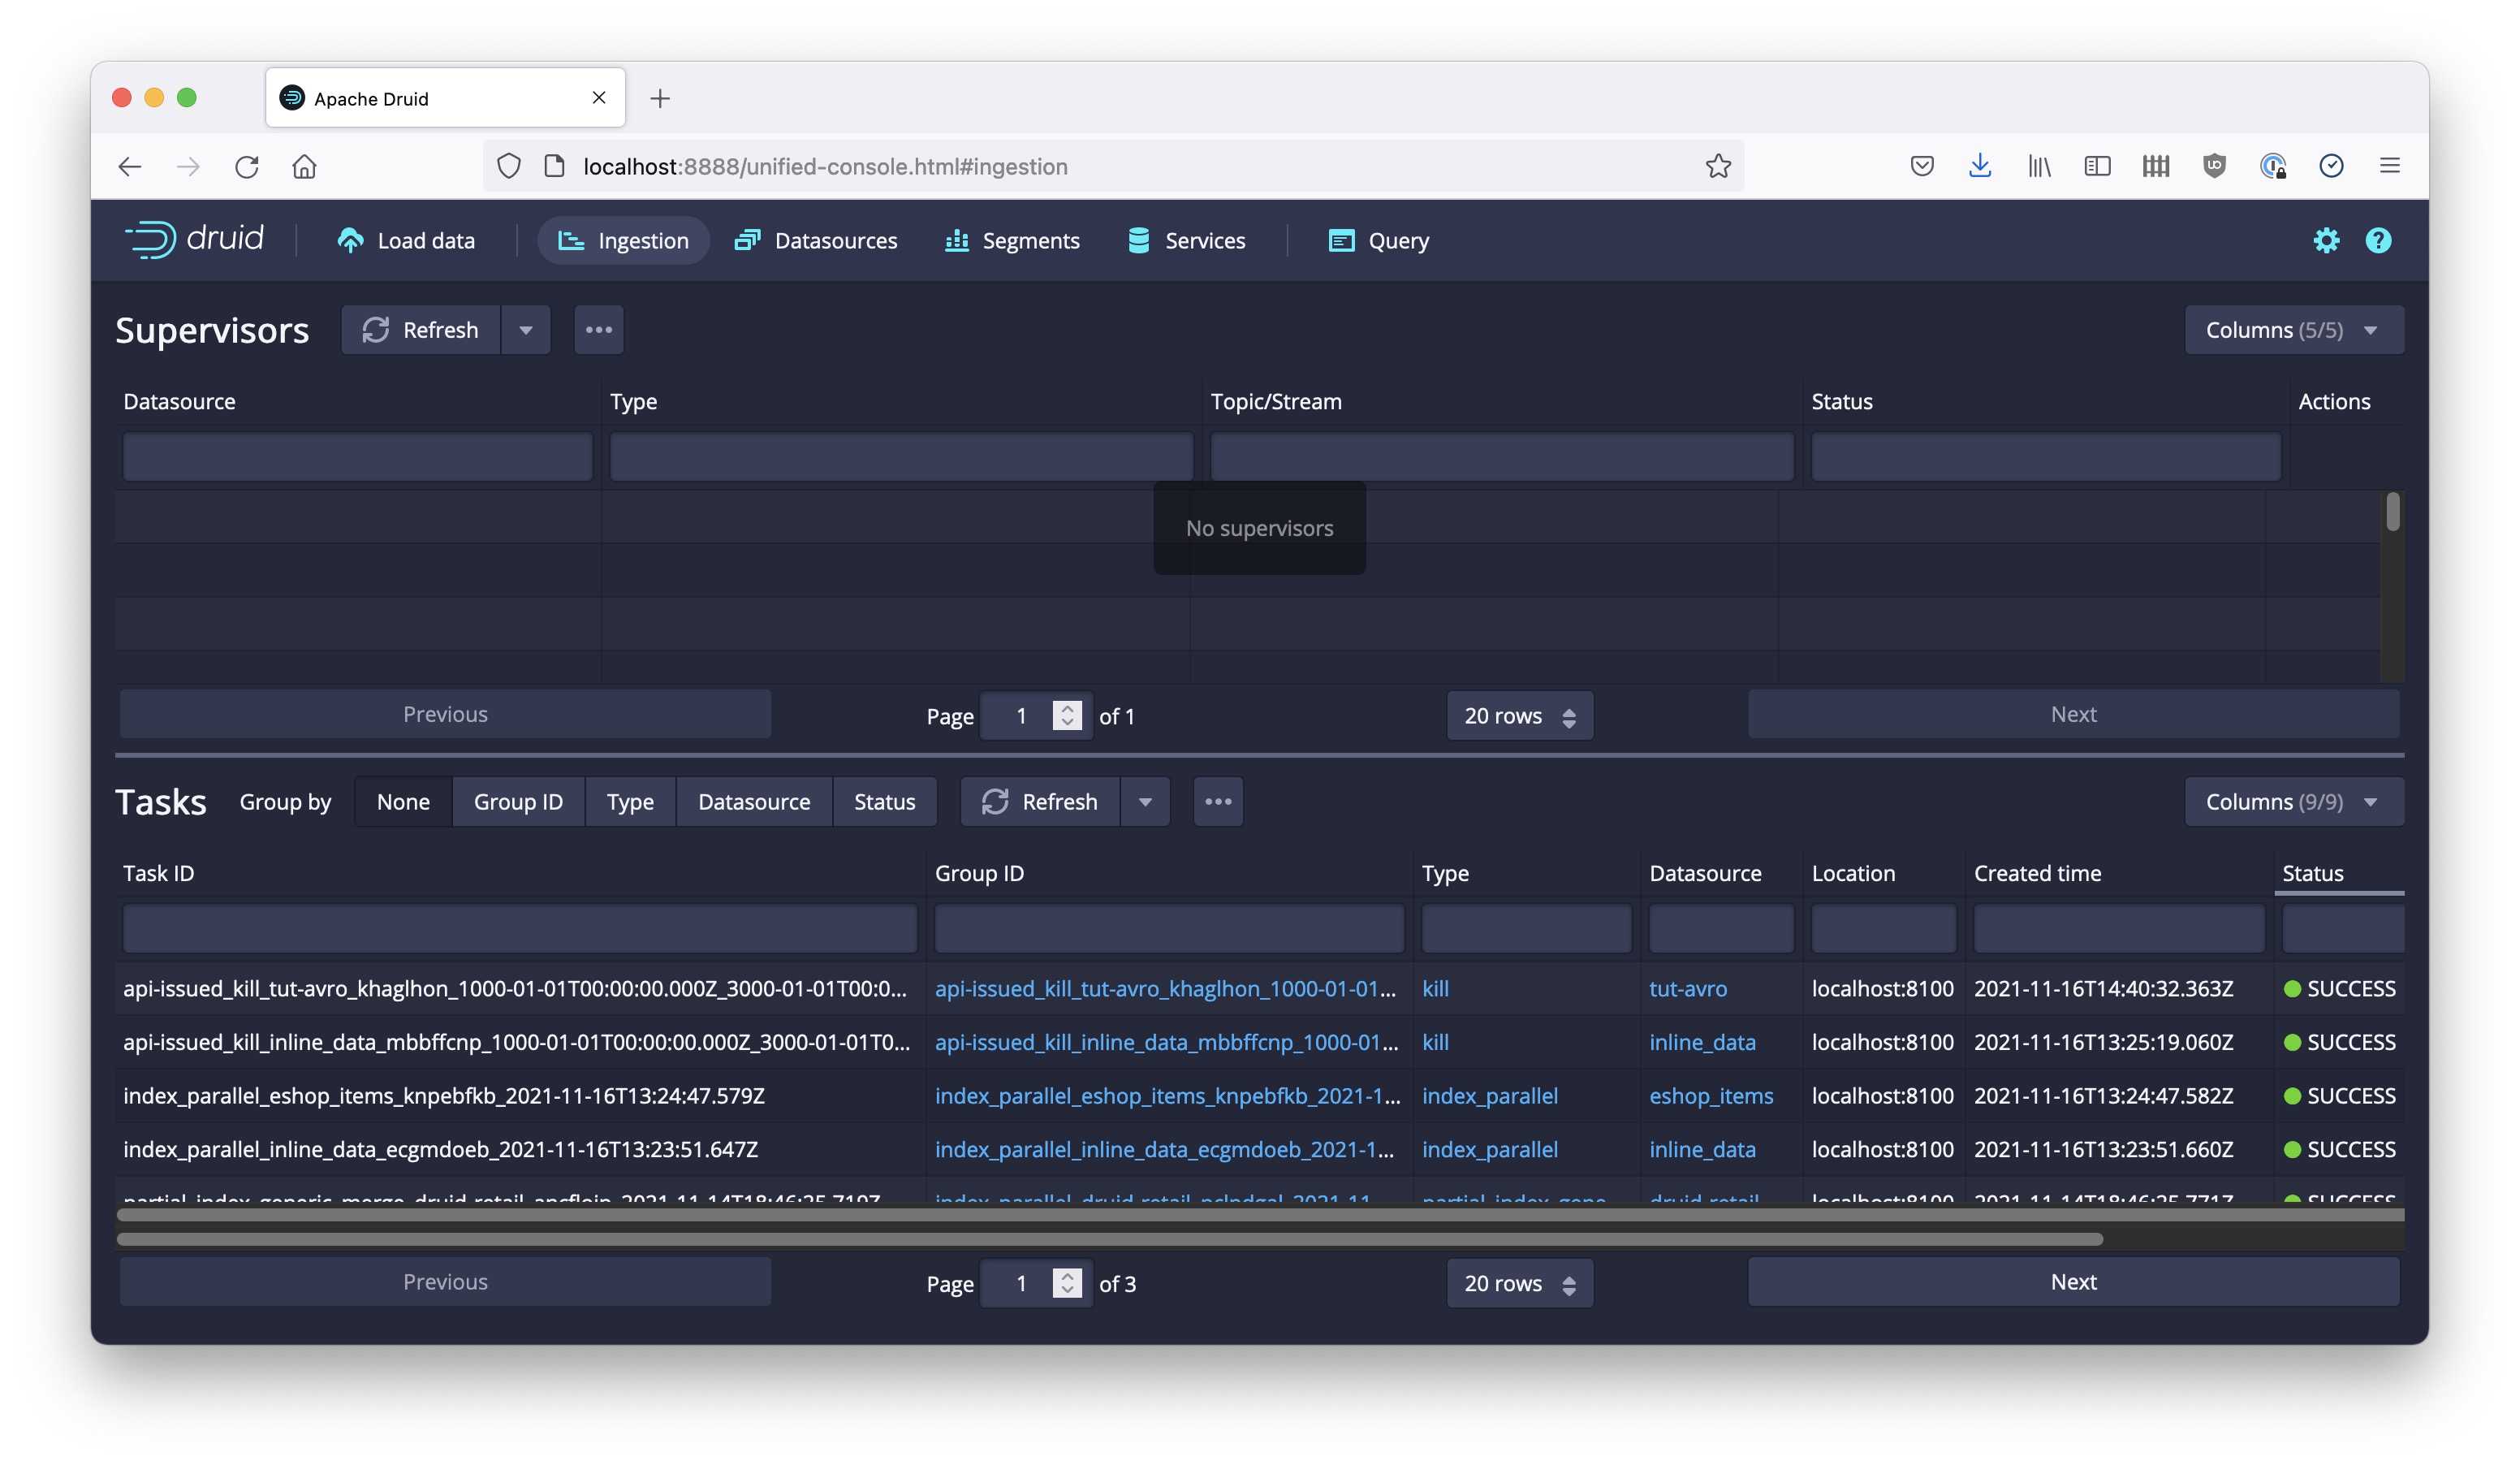 Apache Druid
localhost:8888/unified-console.html#ingestion
druid Load data Ingestion Datasources Segments Services Query
Supervisors Refresh Columns (5/5)
Datasource Type Topic/Stream Status Actions
No supervisors
Previous Page 1 of 1 20 rows Next
Tasks Group by None Group ID Type Datasource Status Refresh Columns (9/9)
Task ID Group ID Type Datasource Location Created time Status
api-issued_kill_tut-avro_khaglhon_1000-01-01T00:00:00.000Z_3000-01-01T00:0... api-issued_kill_tut-avro_khaglhon_1000-01-01... kill tut-avro localhost:8100 2021-11-16T14:40:32.363Z SUCCESS
api-issued_kill_inline_data_mbbffcnp_1000-01-01T00:00:00.000Z_3000-01-01T0... api-issued_kill_inline_data_mbbffcnp_1000-01... kill inline_data localhost:8100 2021-11-16T13:25:19.060Z SUCCESS
index_parallel_eshop_items_knpebfkb_2021-11-16T13:24:47.579Z index_parallel_eshop_items_knpebfkb_2021-1... index_parallel eshop_items localhost:8100 2021-11-16T13:24:47.582Z SUCCESS
index_parallel_inline_data_ecgmdoeb_2021-11-16T13:23:51.647Z index_parallel_inline_data_ecgmdoeb_2021-1... index_parallel inline_data localhost:8100 2021-11-16T13:23:51.660Z SUCCESS
localhost:8100 SUCCESS
Previous Page 1 of 3 20 rows Next